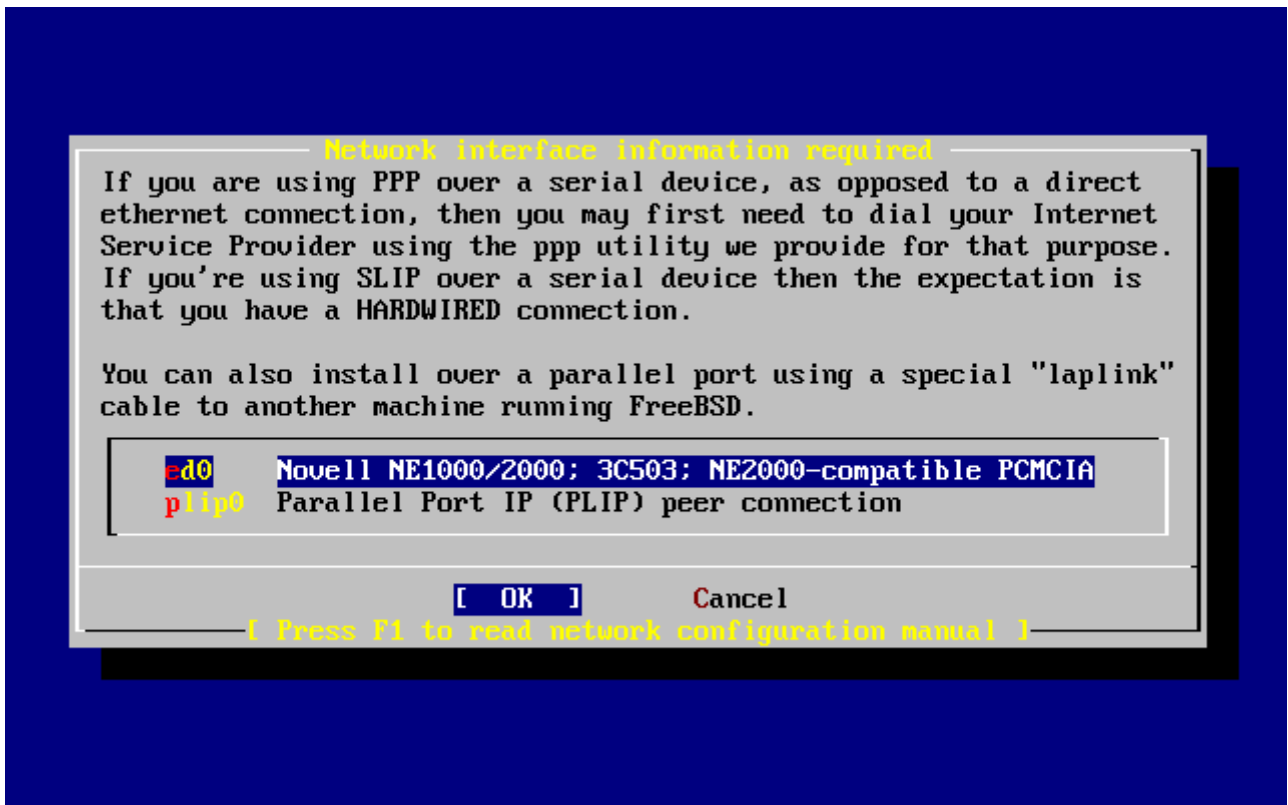 Network interface information required
If you are using PPP over a serial device, as opposed to a direct
ethernet connection, then you may first need to dial your Internet
Service Provider using the ppp utility we provide for that purpose.
If you're using SLIP over a serial device then the expectation is
that you have a HARDWIRED connection.
You can also install over a parallel port using a special "laplink"
cable to another machine running FreeBSD.
ed0 Novell NE1000/2000; 3C503; NE2000-compatible PCMCIA
plip0 Parallel Port IP (PLIP) peer connection
[ OK ] Cancel
[ Press F1 to read network configuration manual ]